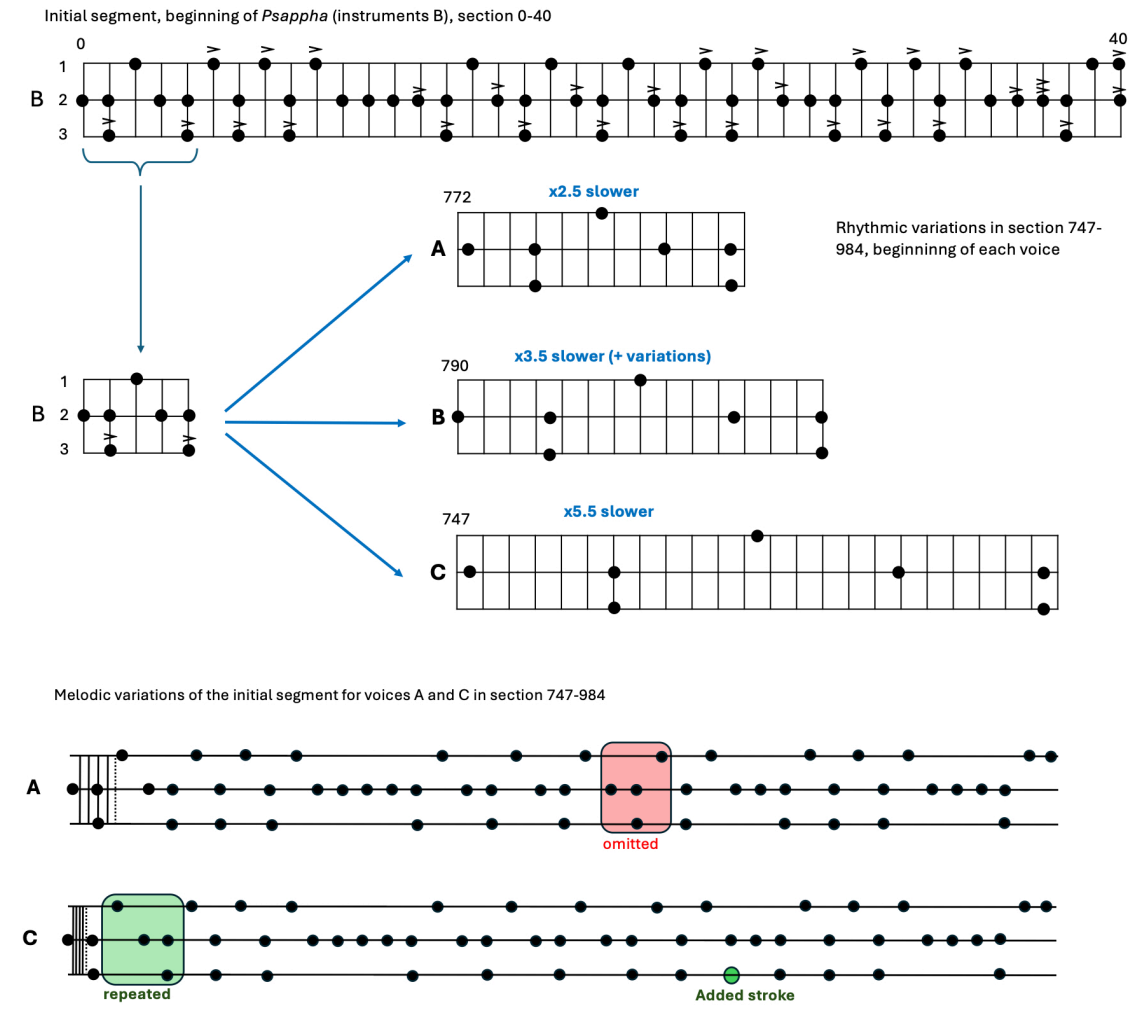 Initial segment, beginning of Psappha (instruments B), section 0-40
0
40
1
B 2
3
x2.5 slower
772
A
Rhythmic variations in section 747-
984, beginninng of each voice
x3.5 slower (+ variations)
790
1
B 2
3
B
x5.5 slower
747
C
Melodic variations of the initial segment for voices A and C in section 747-984
A
omitted
C
repeated
Added stroke